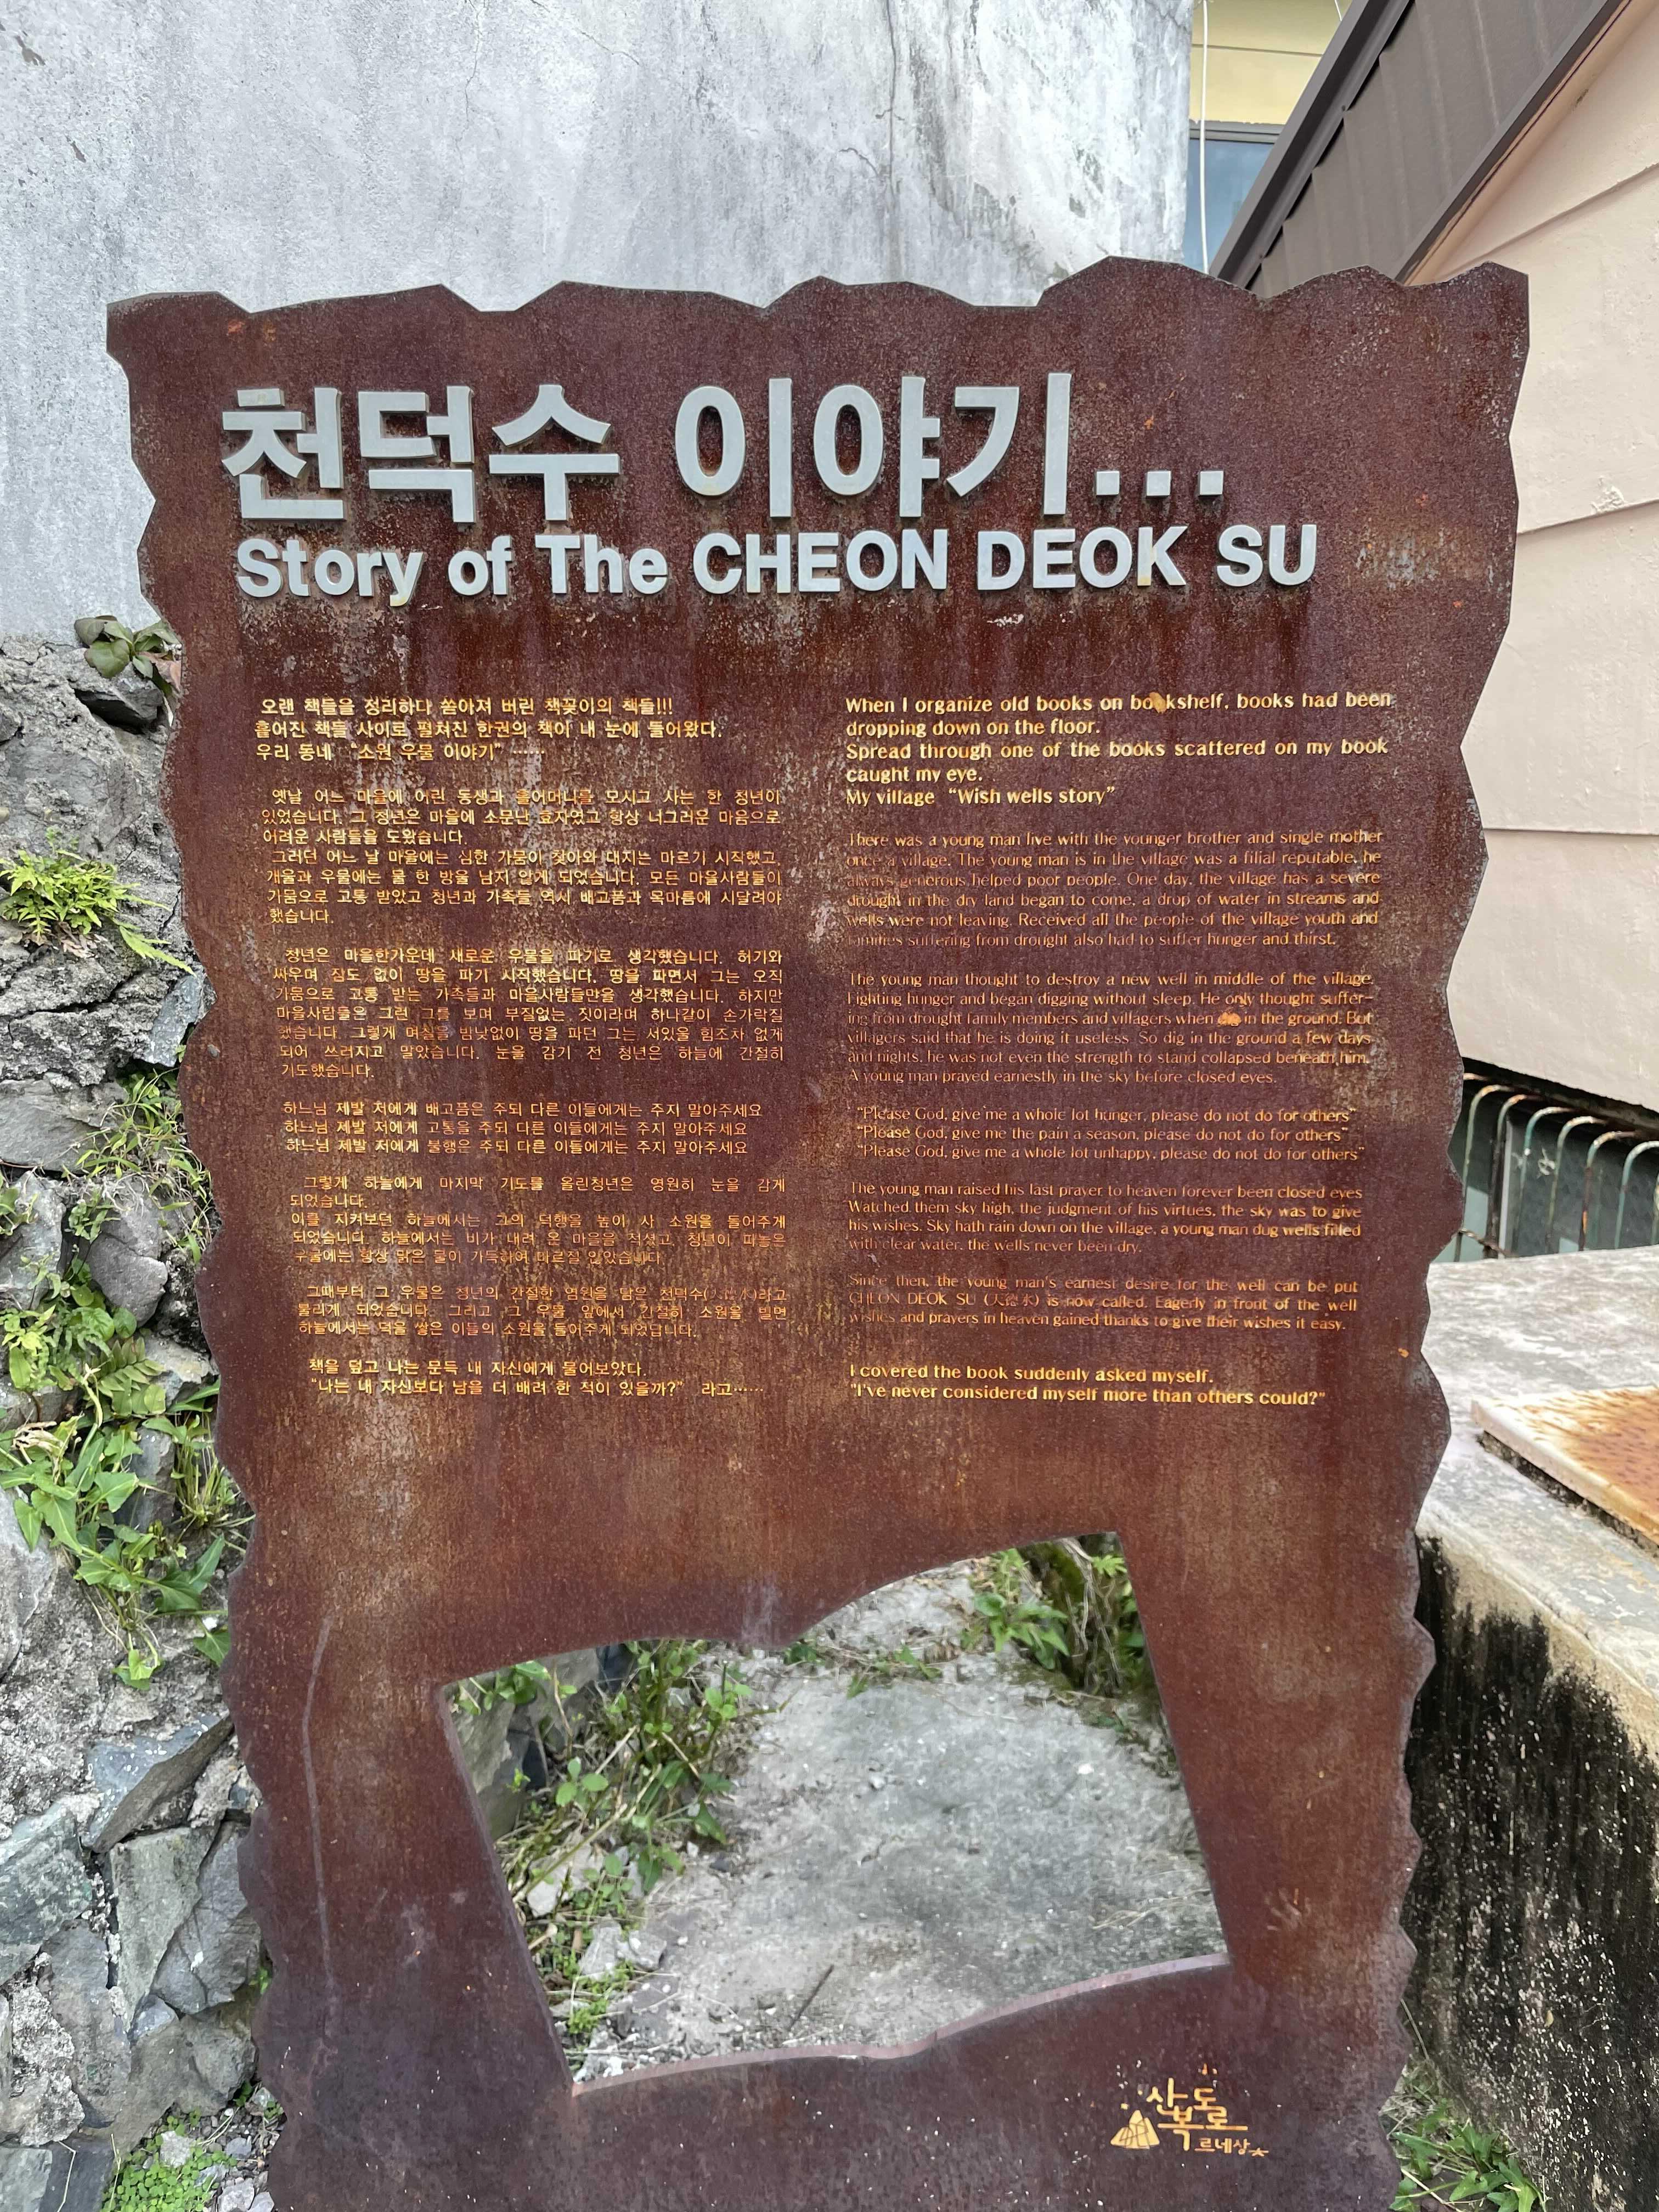 천덕수 이야기...
Story of The CHEON DEOK SU
오랜 책들을 정리하다 쏟아져 버린 책꽂이의 책들!!!
흩어진 책들 사이로 펼쳐진 한권의 책이 내 눈에 들어왔다.
우리 동네 “소원 우물 이야기” ……
옛날 어느 마을에 어린 동생과 홀어머니를 모시고 사는 한 청년이
있었습니다. 그 청년은 마을에 소문난 효자였고 항상 너그러운 마음으로
어려운 사람들을 도왔습니다.
그러던 어느 날 마을에는 심한 가뭄이 찾아와 대지는 마르기 시작했고,
개울과 우물에는 물 한 방울 남지 않게 되었습니다. 모든 마을사람들이
가뭄으로 고통 받았고 청년과 가족들 역시 배고픔과 목마름에 시달려야
했습니다.
청년은 마을한가운데 새로운 우물을 파기로 생각했습니다. 허기와
싸우며 잠도 없이 땅을 파기 시작했습니다. 땅을 파면서 그는 오직
가뭄으로 고통 받는 가족들과 마을사람들만을 생각했습니다. 하지만
마을사람들은 그런 그를 보며 부질없는 짓이라며 하나같이 손가락질
했습니다. 그렇게 며칠을 밤낮없이 땅을 파던 그는 서있을 힘조차 없게
되어 쓰러지고 말았습니다. 눈을 감기 전 청년은 하늘에 간절히
기도했습니다.
하느님 제발 저에게 배고픔은 주되 다른 이들에게는 주지 말아주세요
하느님 제발 저에게 고통을 주되 다른 이들에게는 주지 말아주세요
하느님 제발 저에게 불행은 주되 다른 이들에게는 주지 말아주세요
그렇게 하늘에게 마지막 기도를 올린청년은 영원히 눈을 감게
되었습니다.
이를 지켜보던 하늘에서는 그의 덕행을 높이 사 소원을 들어주게
되었습니다. 하늘에서는 비가 내려 온 마을을 적셨고, 청년이 파놓은
우물에는 항상 맑은 물이 가득하여 마르질 않았습니다.
그때부터 그 우물은 청년의 간절한 염원을 담은 천덕수(天德水)라고
불리게 되었습니다. 그리고 그 우물 앞에서 간절히 소원을 빌면
하늘에서는 덕을 쌓은 이들의 소원을 들어주게 되었답니다.
책을 덮고 나는 문득 내 자신에게 물어보았다.
“나는 내 자신보다 남을 더 배려 한 적이 있을까?” 라고……
When I organize old books on bookshelf, books had been
dropping down on the floor.
Spread through one of the books scattered on my book
caught my eye.
My village “Wish wells story”
There was a young man live with the younger brother and single mother
once a village. The young man is in the village was a filial reputable, he
always generous helped poor people. One day, the village has a severe
drought in the dry land began to come, a drop of water in streams and
wells were not leaving. Received all the people of the village youth and
families suffering from drought also had to suffer hunger and thirst.
The young man thought to destroy a new well in middle of the village.
Fighting hunger and began digging without sleep. He only thought suffer-
ing from drought family members and villagers when dig in the ground. But
villagers said that he is doing it useless. So dig in the ground a few days
and nights, he was not even the strength to stand collapsed beneath him.
A young man prayed earnestly in the sky before closed eyes.
“Please God, give me a whole lot hunger, please do not do for others”
“Please God, give me the pain a season, please do not do for others”
“Please God, give me a whole lot unhappy, please do not do for others”
The young man raised his last prayer to heaven forever been closed eyes
Watched them sky high, the judgment of his virtues, the sky was to give
his wishes. Sky hath rain down on the village, a young man dug wells filled
with clear water, the wells never been dry.
Since then, the young man's earnest desire for the well can be put
CHEON DEOK SU (天德水) is now called. Eagerly in front of the well
wishes and prayers in heaven gained thanks to give their wishes it easy.
I covered the book suddenly asked myself.
"I've never considered myself more than others could?"
산복도로
르네상스